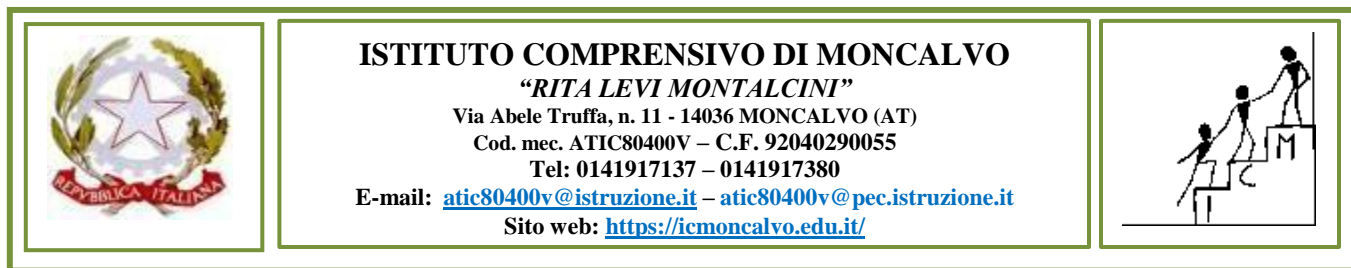 REPVBBLICA ITALIANA
ISTITUTO COMPRENSIVO DI MONCALVO
“RITA LEVI MONTALCINI”
Via Abele Truffa, n. 11 - 14036 MONCALVO (AT)
Cod. mec. ATIC80400V – C.F. 92040290055
Tel: 0141917137 – 0141917380
E-mail: atic80400v@istruzione.it – atic80400v@pec.istruzione.it
Sito web: https://icmoncalvo.edu.it/
I C M